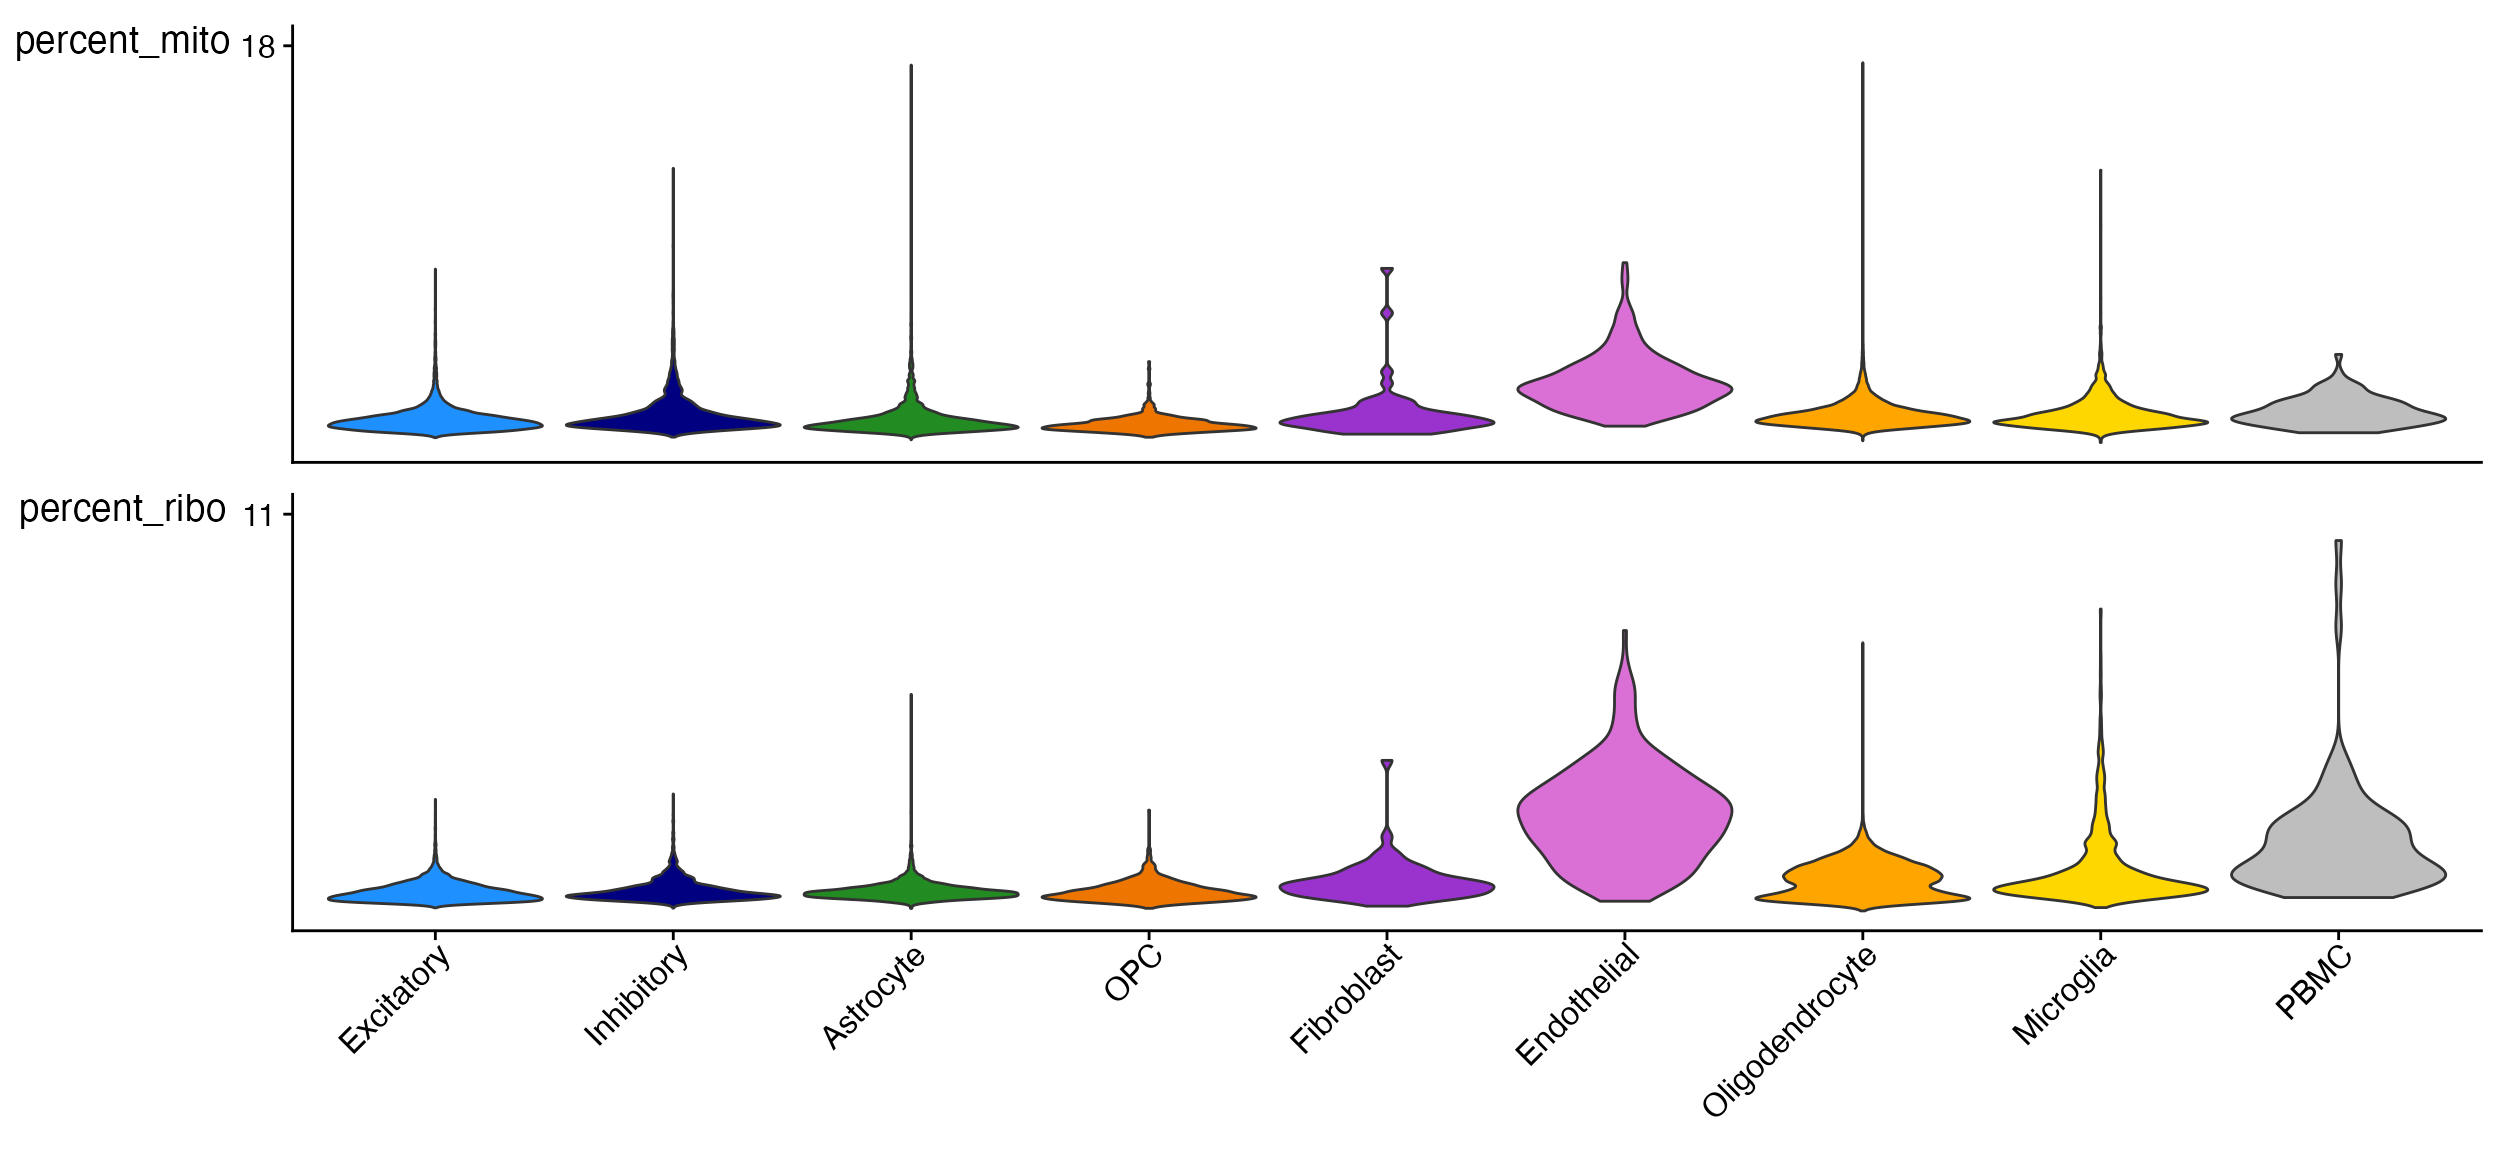 percent_mito 18
percent_ribo 11
Excitatory
Inhibitory
Astrocyte
OPC
Fibroblast
Endothelial
Oligodendrocyte
Microglia
PBMC